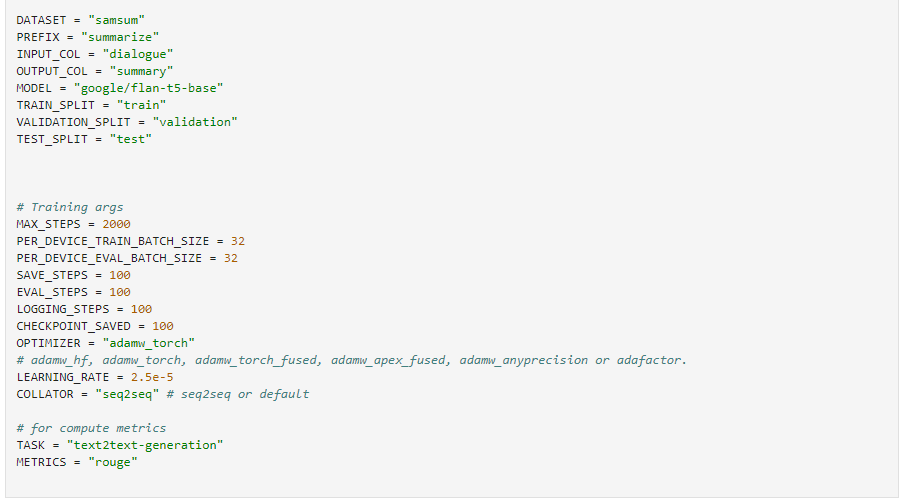 DATASET = "samsum"
PREFIX = "summarize"
INPUT_COL = "dialogue"
OUTPUT_COL = "summary"
MODEL = "google/flan-t5-base"
TRAIN_SPLIT = "train"
VALIDATION_SPLIT = "validation"
TEST_SPLIT = "test"
# Training args
MAX_STEPS = 2000
PER_DEVICE_TRAIN_BATCH_SIZE = 32
PER_DEVICE_EVAL_BATCH_SIZE = 32
SAVE_STEPS = 100
EVAL_STEPS = 100
LOGGING_STEPS = 100
CHECKPOINT_SAVED = 100
OPTIMIZER = "adamw_torch"
# adamw_hf, adamw_torch, adamw_torch_fused, adamw_apex_fused, adamw_anyprecision or adafactor.
LEARNING_RATE = 2.5e-5
COLLATOR = "seq2seq" # seq2seq or default
# for compute metrics
TASK = "text2text-generation"
METRICS = "rouge"